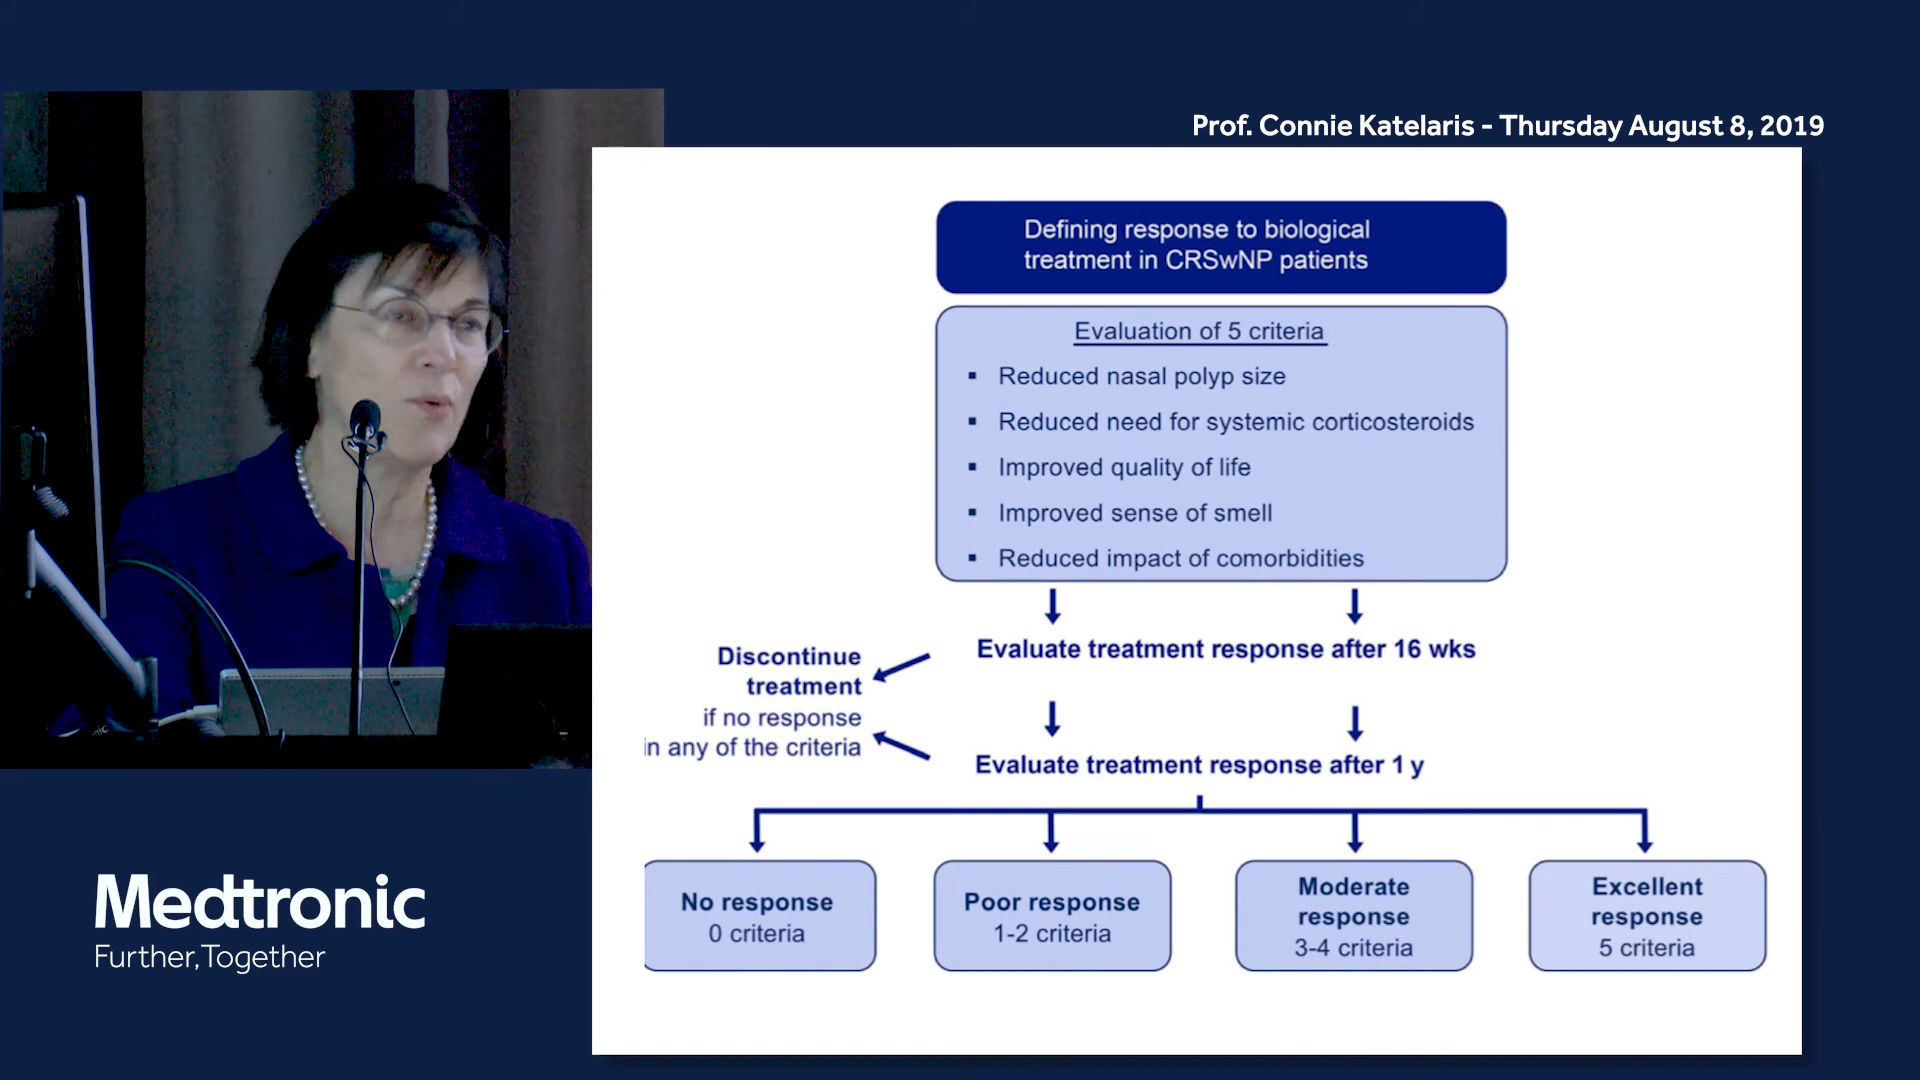 Prof. Connie Katelaris - Thursday August 8, 2019
Defining response to biological
treatment in CRSwNP patients
Evaluation of 5 criteria
▪ Reduced nasal polyp size
▪ Reduced need for systemic corticosteroids
▪ Improved quality of life
▪ Improved sense of smell
▪ Reduced impact of comorbidities
Evaluate treatment response after 16 wks
Discontinue
treatment
if no response
in any of the criteria
Evaluate treatment response after 1 y
No response
0 criteria
Poor response
1-2 criteria
Moderate
response
3-4 criteria
Excellent
response
5 criteria
Medtronic
Further, Together